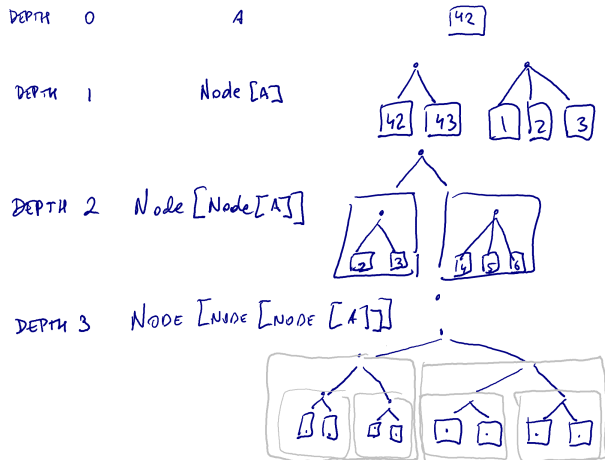 DEPTH 0 A 42
DEPTH 1 Node [A] 42 43 1 2 3
DEPTH 2 Node [Node[A]] 2 3 4 5 6
DEPTH 3 NODE [NODE [NODE [A]]]